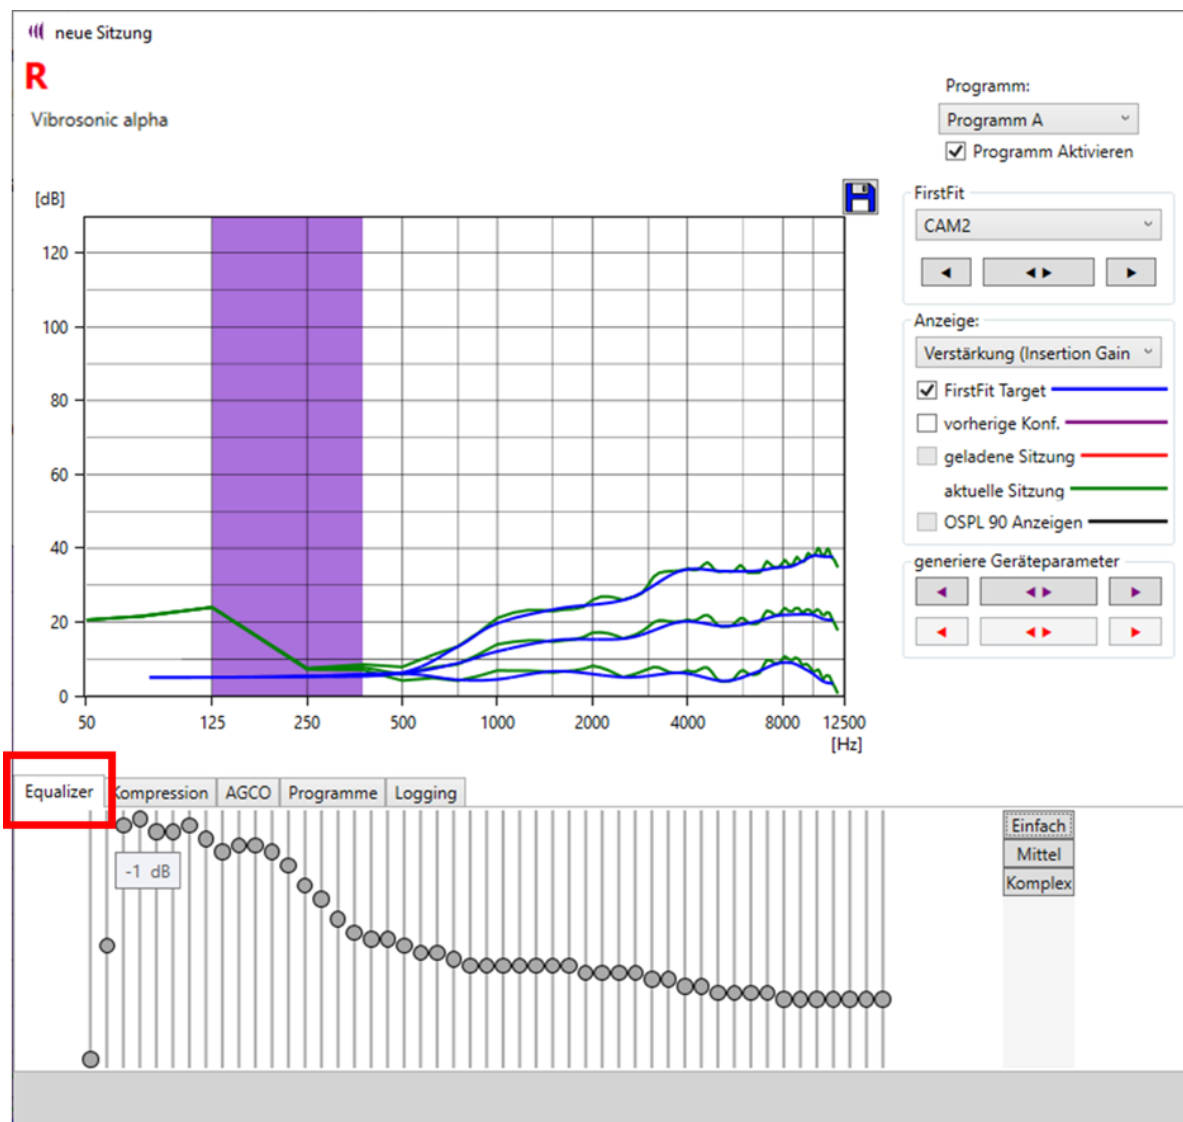 neue Sitzung
R
Vibrosonic alpha
Programm:
Programm A
Programm Aktivieren
[dB]
120
100
80
60
40
20
0
50 125 250 500 1000 2000 4000 8000 12500
[Hz]
FirstFit
CAM2
Anzeige:
Verstärkung (Insertion Gain
FirstFit Target
vorherige Konf.
geladene Sitzung
aktuelle Sitzung
OSPL 90 Anzeigen
generiere Geräteparameter
Equalizer Kompression AGCO Programme Logging
-1 dB
Einfach
Mittel
Komplex